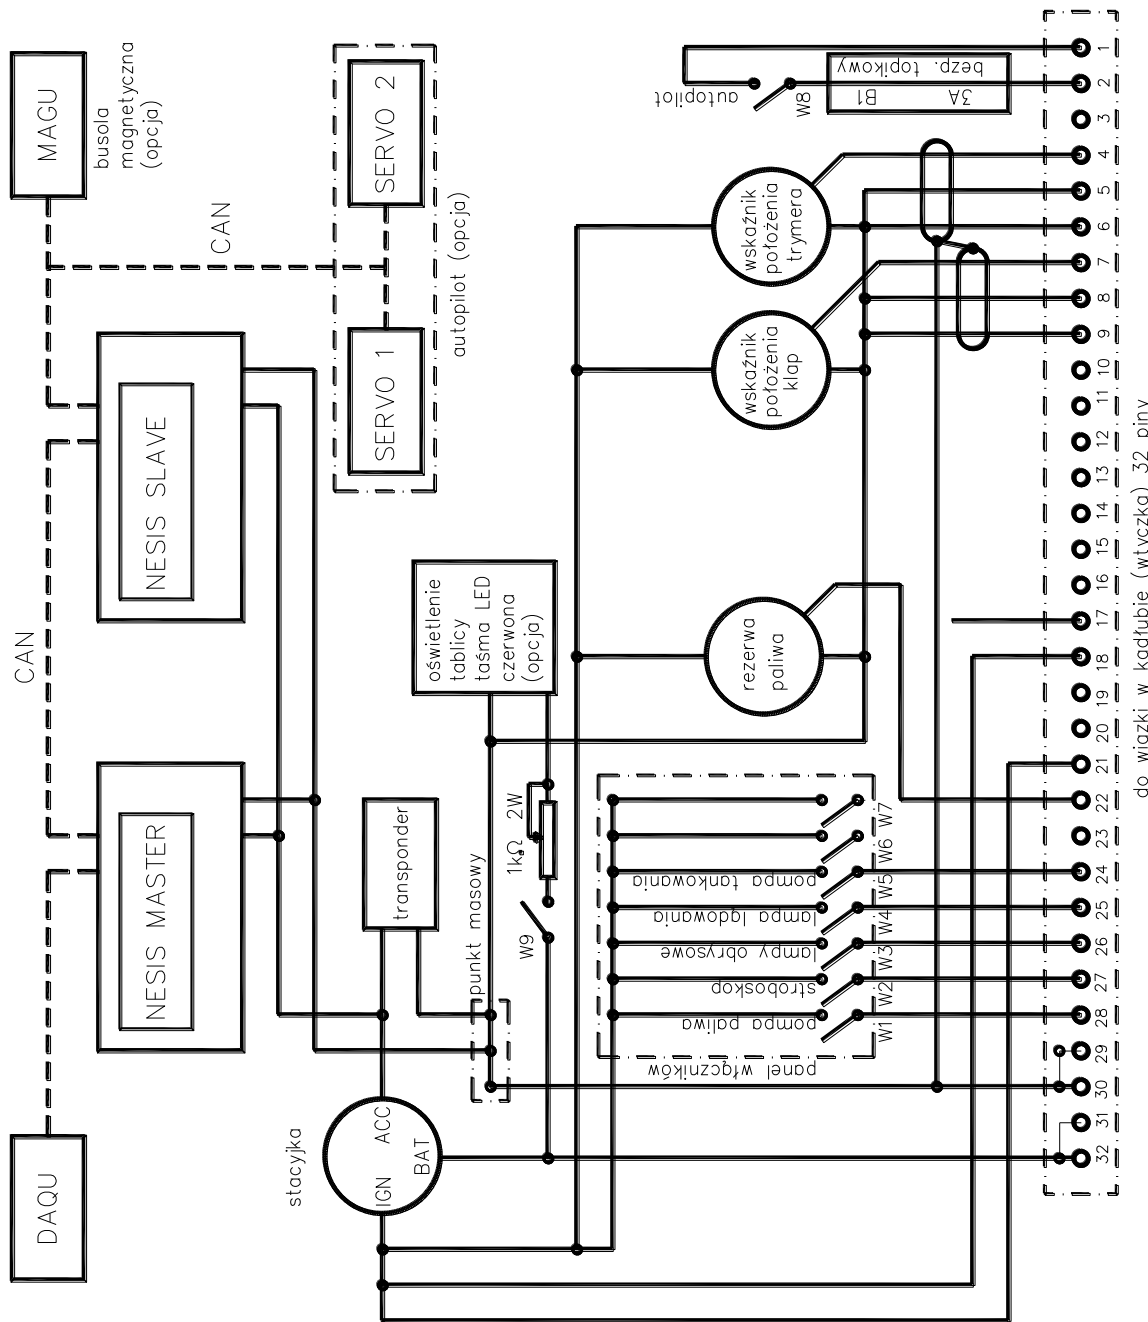 MAGU
busola
magnetyczna
(opcja)
CAN
SERVO 2
SERVO 1
autopilot (opcja)
CAN
NESIS SLAVE
NESIS MASTER
DAQU
autopilot
W8
bezp. topikowy
3A
B1
wskaźnik
położenia
trymera
wskaźnik
położenia
klap
oświetlenie
tablicy
taśma LED
czerwona
(opcja)
rezerwa
paliwa
transponder
punkt masowy
1kΩ 2W
W9
stacyjka
IGN
ACC
BAT
pompa tankowania
lampa lądowania
lampy obrysowe
stroboskop
pompa paliwa
panel włączników
W7
W6
W5
W4
W3
W2
W1
1
2
3
4
5
6
7
8
9
10
11
12
13
14
15
16
17
18
19
20
21
22
23
24
25
26
27
28
29
30
31
32
do wiązki w kadłubie (wtyczka) 32 piny